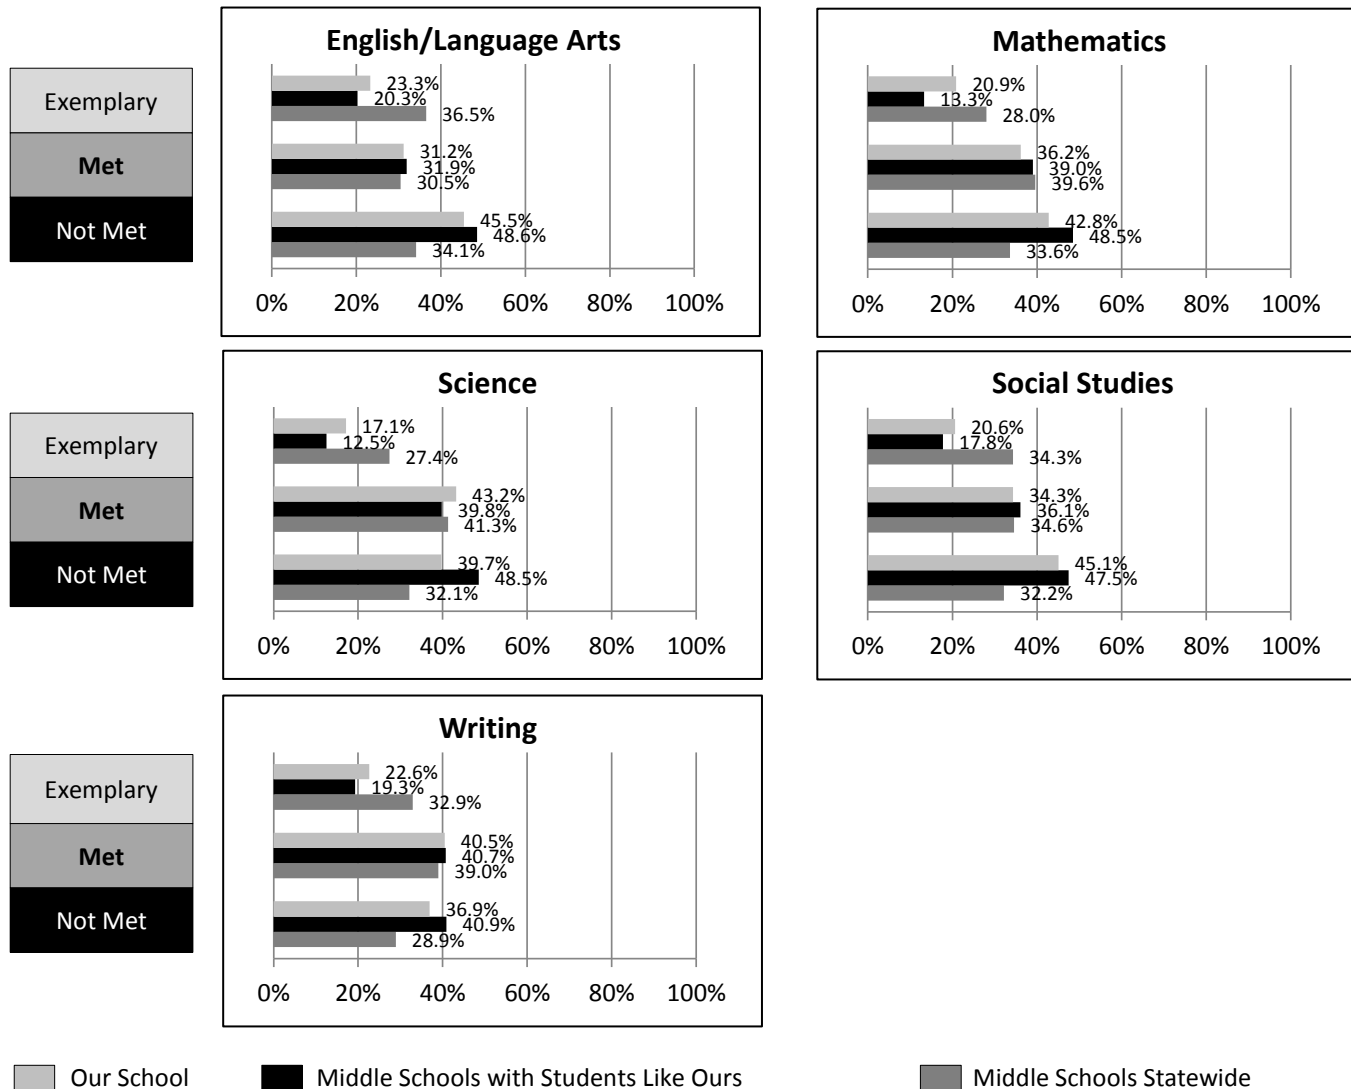 English/Language Arts
Exemplary
Met
Not Met
23.3%
20.3%
36.5%
31.2%
31.9%
30.5%
45.5%
48.6%
34.1%
0% 20% 40% 60% 80% 100%
Mathematics
20.9%
13.3%
28.0%
36.2%
39.0%
39.6%
42.8%
48.5%
33.6%
0% 20% 40% 60% 80% 100%
Science
Exemplary
Met
Not Met
17.1%
12.5%
27.4%
43.2%
39.8%
41.3%
39.7%
48.5%
32.1%
0% 20% 40% 60% 80% 100%
Social Studies
20.6%
17.8%
34.3%
34.3%
36.1%
34.6%
45.1%
47.5%
32.2%
0% 20% 40% 60% 80% 100%
Writing
Exemplary
Met
Not Met
22.6%
19.3%
32.9%
40.5%
40.7%
39.0%
36.9%
40.9%
28.9%
0% 20% 40% 60% 80% 100%
Our School Middle Schools with Students Like Ours Middle Schools Statewide